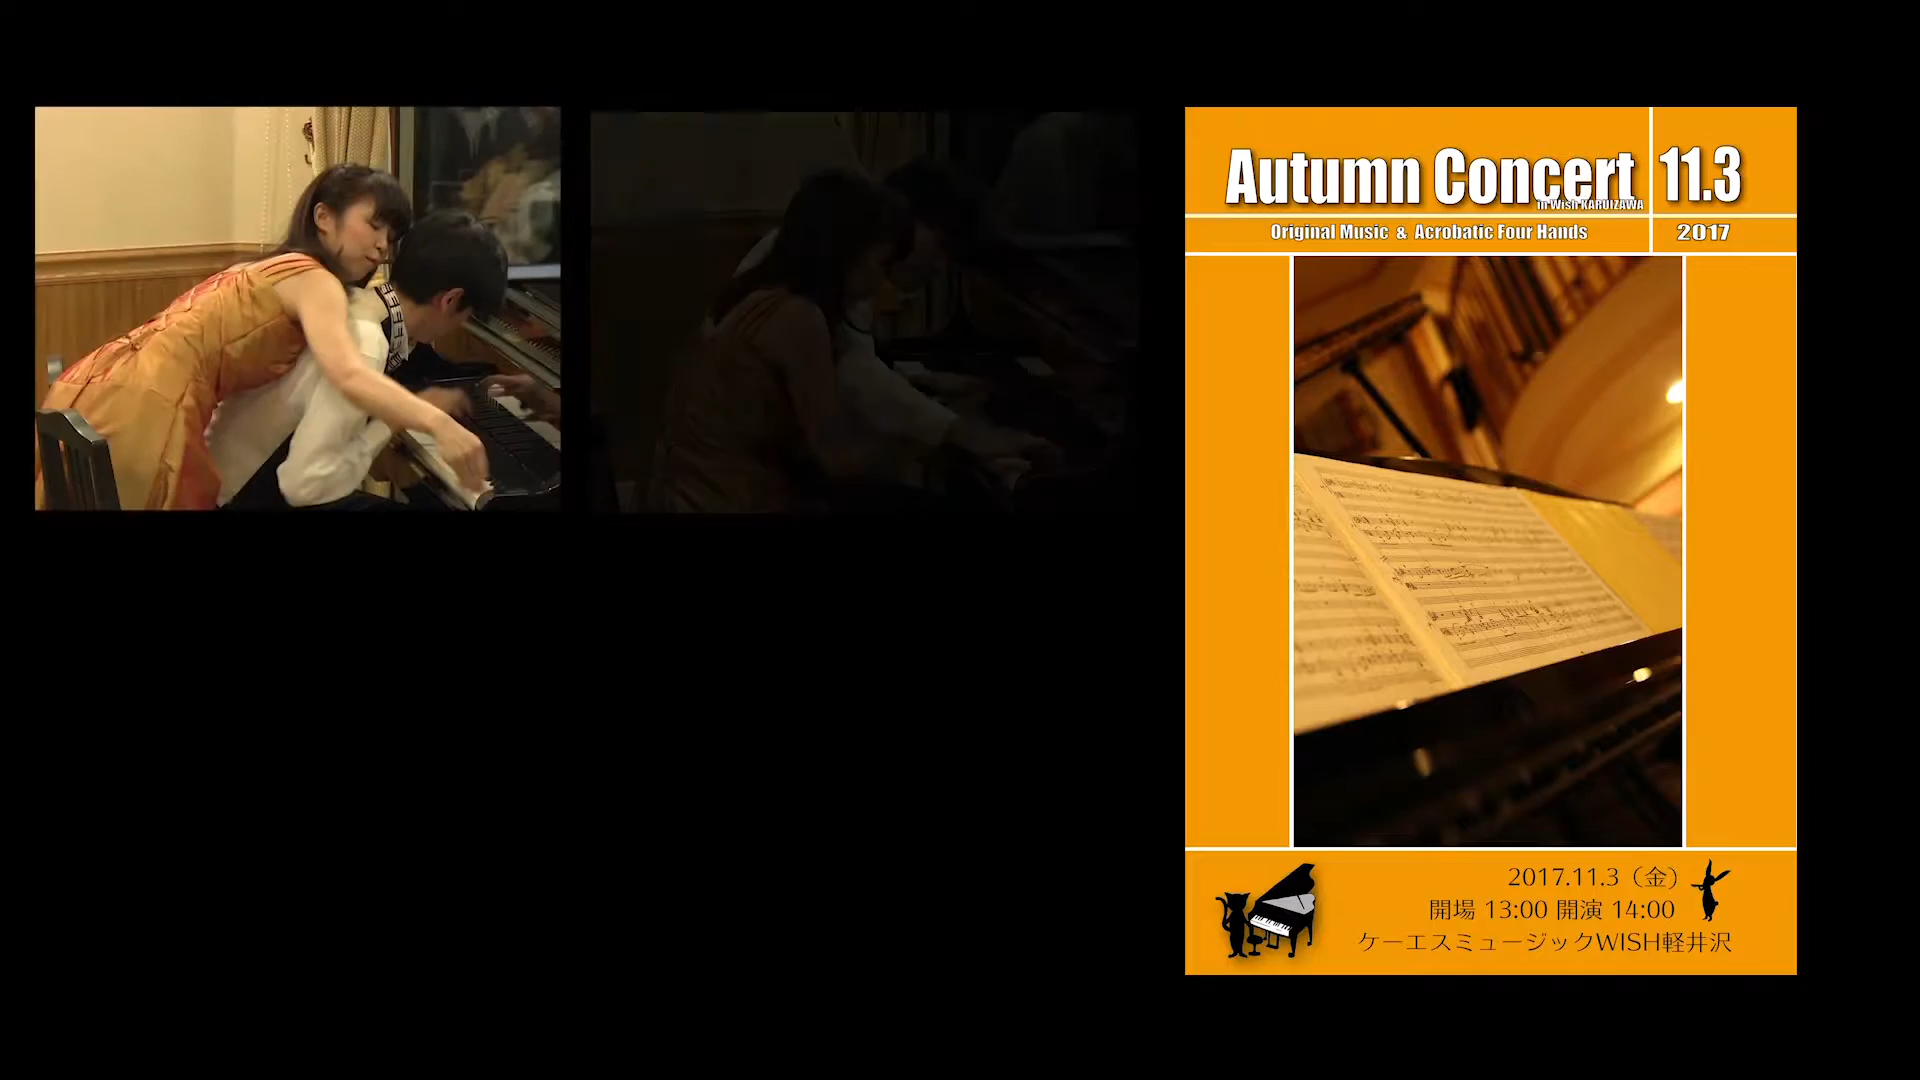 Autumn Concert 11.3
in Wish KARUIZAWA
Original Music & Acrobatic Four Hands 2017
2017.11.3（金）
開場 13:00 開演 14:00
ケーエスミュージックWISH軽井沢